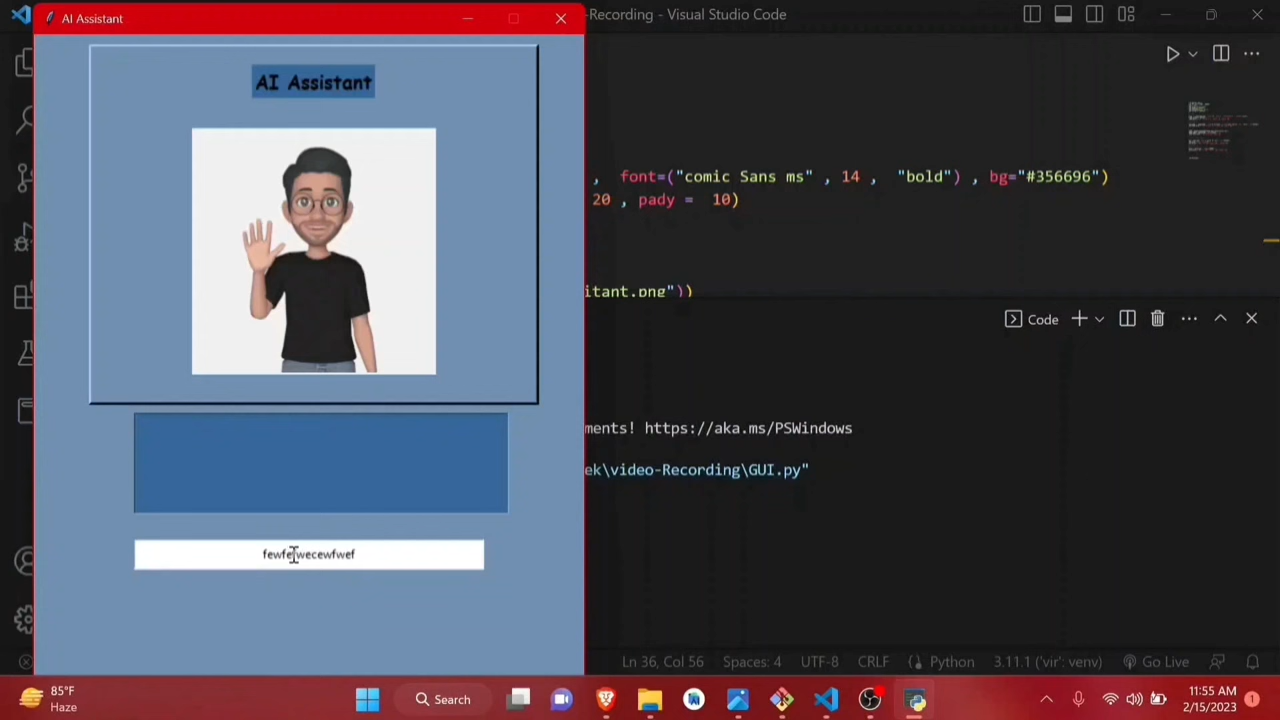 AI Assistant
-Recording - Visual Studio Code
AI Assistant
, font=("comic Sans ms" , 14 , "bold") , bg="#356696")
20 , pady = 10)
itant.png"))
Code
ments! https://aka.ms/PSWindows
ek\video-Recording\GUI.py"
Ln 36, Col 56 Spaces: 4 UTF-8 CRLF Python 3.11.1 ('vir': venv) Go Live
85°F
Haze
Search
11:55 AM
2/15/2023
1